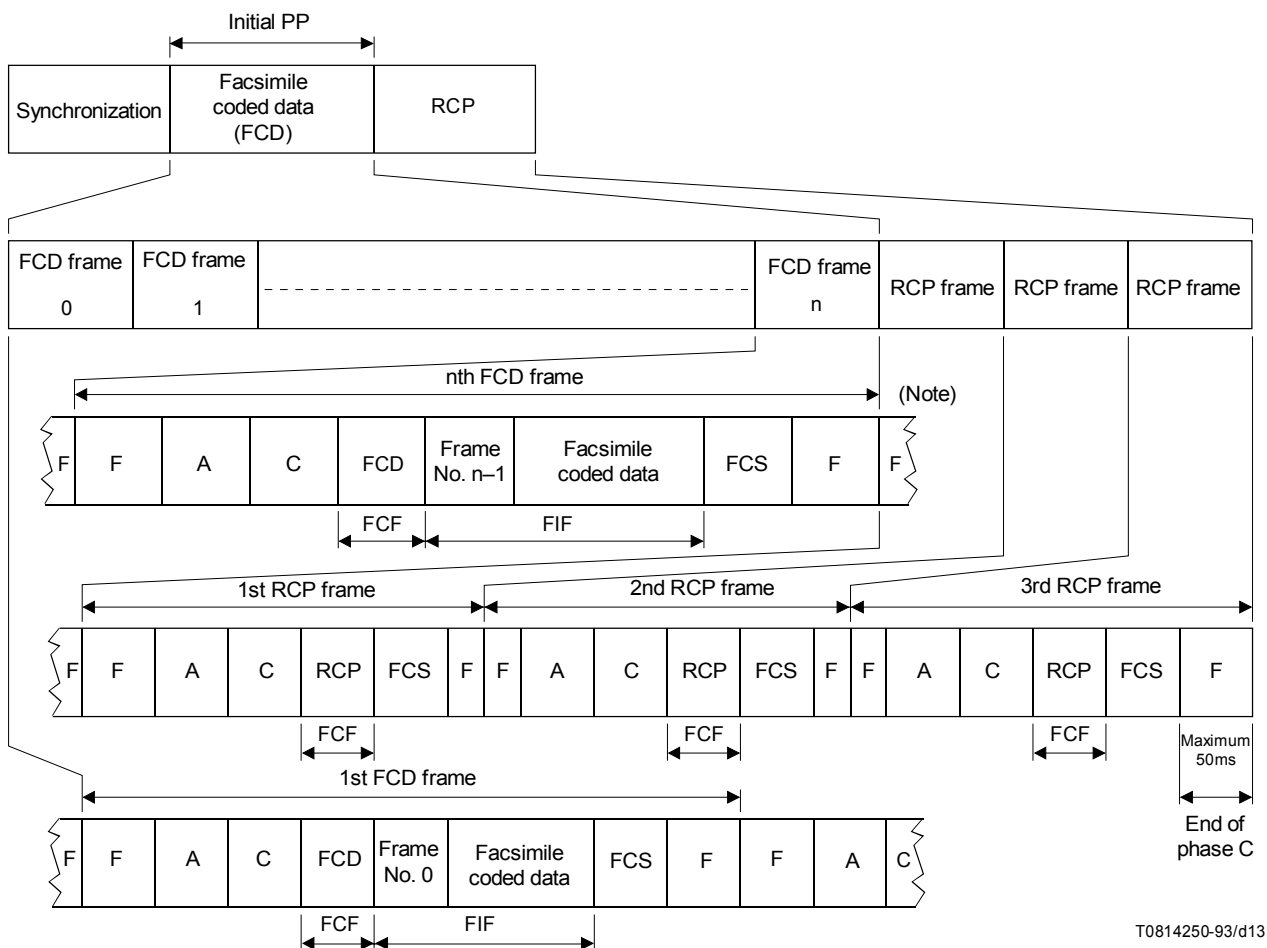 Initial PP
Synchronization
Facsimile
coded data
(FCD)
RCP
FCD frame
0
FCD frame
1
FCD frame
n
RCP frame
RCP frame
RCP frame
nth FCD frame
(Note)
F
F
A
C
FCD
Frame
No. n–1
Facsimile
coded data
FCS
F
F
FCF
FIF
1st RCP frame
2nd RCP frame
3rd RCP frame
F
F
A
C
RCP
FCS
F
F
A
C
RCP
FCS
F
F
A
C
RCP
FCS
F
FCF
FCF
FCF
Maximum
50ms
End of
phase C
1st FCD frame
F
F
A
C
FCD
Frame
No. 0
Facsimile
coded data
FCS
F
F
A
C
FCF
FIF
T0814250-93/d13